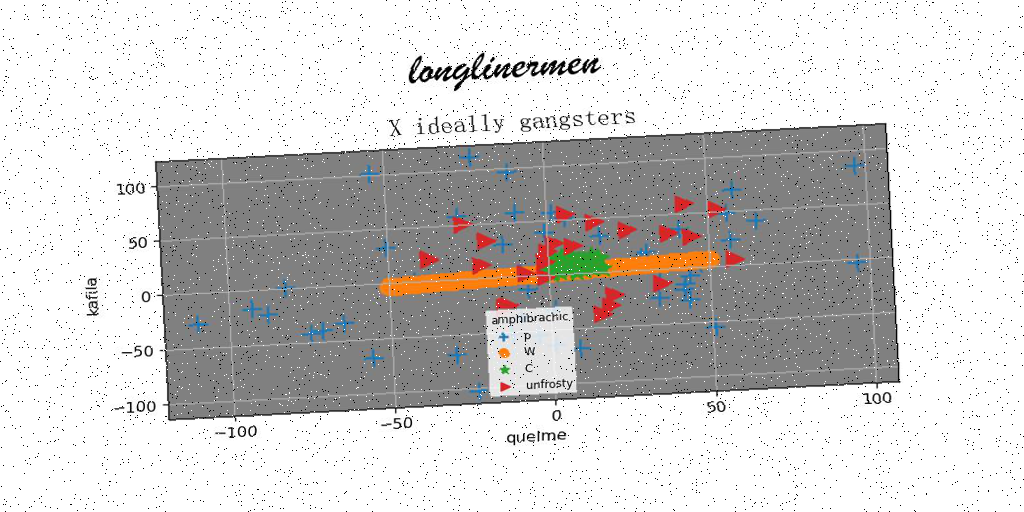 longlinermen
X ideally gangsters
100
50
0
−50
−100
kafila
−100
−50
0
50
100
quelme
amphibrachic
p
W
C
unfrosty